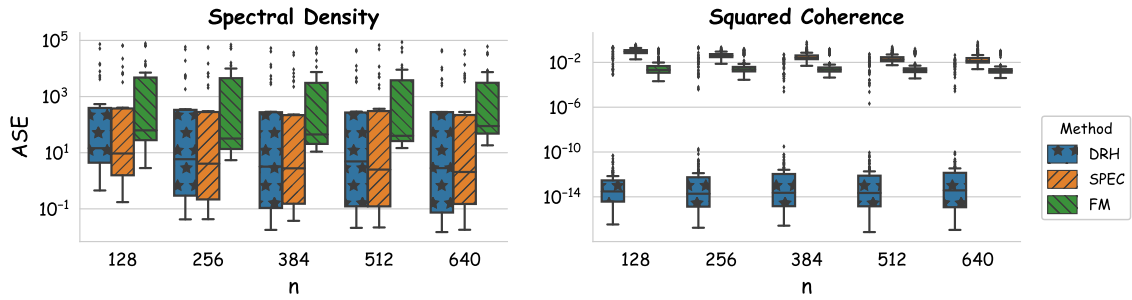 Spectral Density
ASE
10^5
10^3
10^1
10^-1
128 256 384 512 640
n
Squared Coherence
10^-2
10^-6
10^-10
10^-14
128 256 384 512 640
n
Method
DRH
SPEC
FM